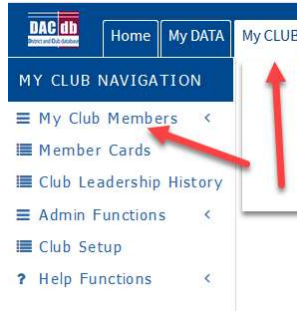 DACdb
District and Club database
Home
My DATA
My CLUB
MY CLUB NAVIGATION
My Club Members <
Member Cards
Club Leadership History
Admin Functions <
Club Setup
? Help Functions <